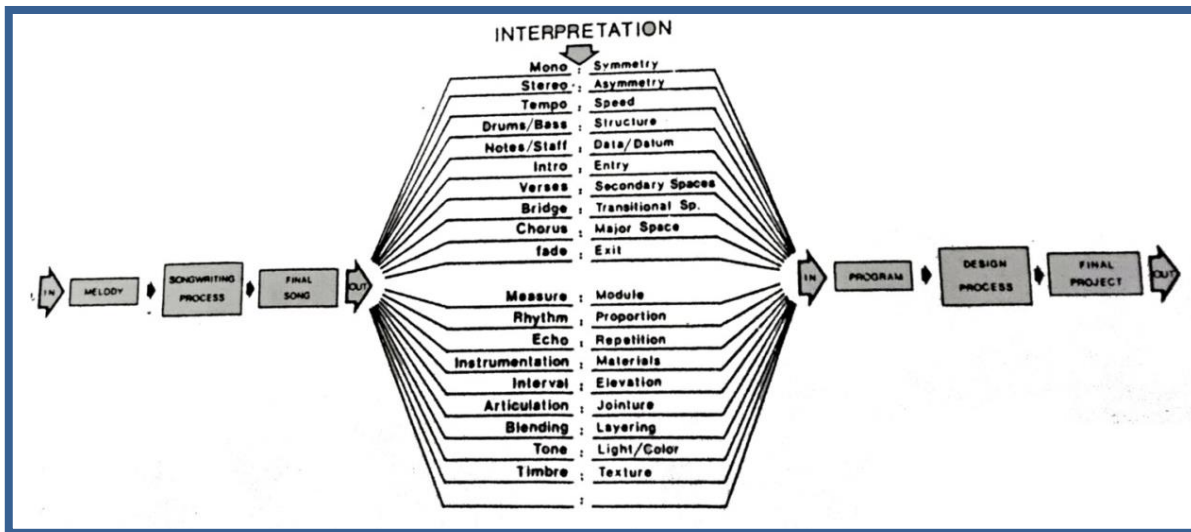 INTERPRETATION
Mono : Symmetry
Stereo : Asymmetry
Tempo : Speed
Drums/Bass : Structure
Notes/Staff : Data/Datum
Intro : Entry
Verses : Secondary Spaces
Bridge : Transitional Sp.
Chorus : Major Space
fade : Exit
IN
MELODY
SONGWRITING
PROCESS
FINAL
SONG
OUT
IN
PROGRAM
DESIGN
PROCESS
FINAL
PROJECT
OUT
Measure : Module
Rhythm : Proportion
Echo : Repetition
Instrumentation : Materials
Interval : Elevation
Articulation : Jointure
Blending : Layering
Tone : Light/Color
Timbre : Texture
: